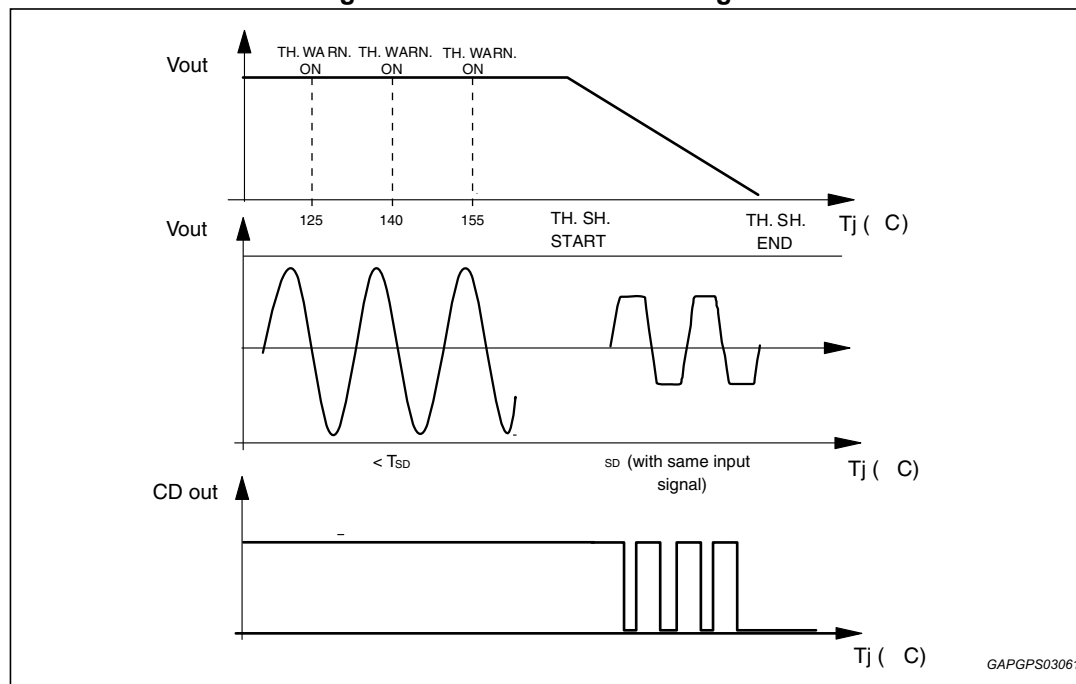 Vout
TH. WARN. ON
TH. WARN. ON
TH. WARN. ON
125
140
155
TH. SH. START
TH. SH. END
Tj ( C)
Vout
< TSD
SD (with same input signal)
Tj ( C)
CD out
Tj ( C)
GAPGPS03061